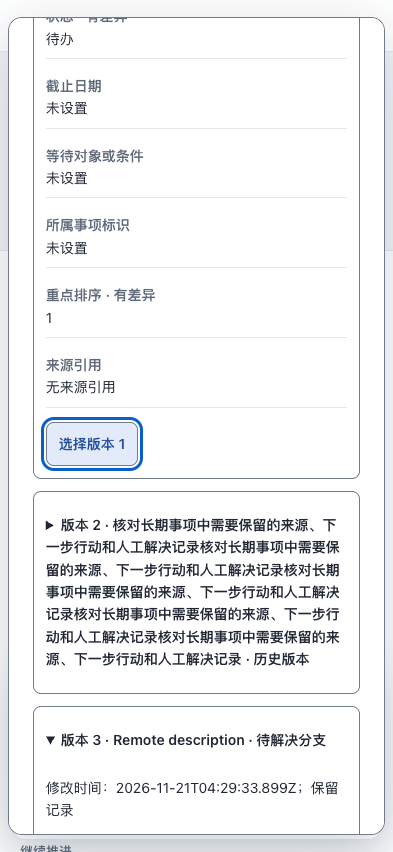 状态 · 有差异
待办
截止日期
未设置
等待对象或条件
未设置
所属事项标识
未设置
重点排序 · 有差异
1
来源引用
无来源引用
选择版本 1
▶ 版本 2 · 核对长期事项中需要保留的来源、下
一步行动和人工解决记录核对长期事项中需要保
留的来源、下一步行动和人工解决记录核对长期
事项中需要保留的来源、下一步行动和人工解决
记录核对长期事项中需要保留的来源、下一步行
动和人工解决记录核对长期事项中需要保留的来
源、下一步行动和人工解决记录 · 历史版本
▼ 版本 3 · Remote description · 待解决分支
修改时间：2026-11-21T04:29:33.899Z；保留
记录
继续推进